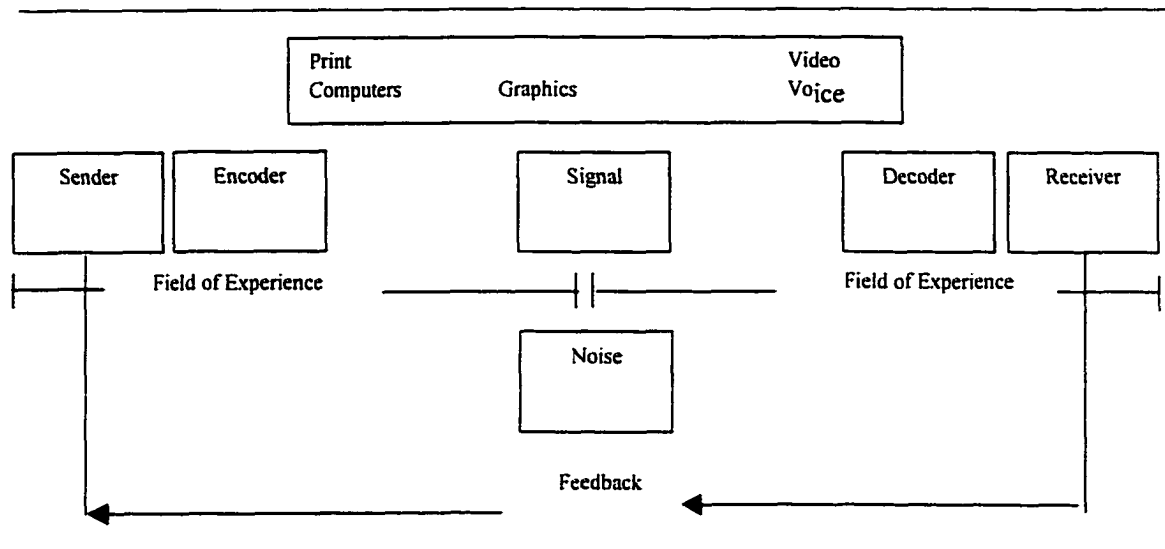 Print Video
Computers Graphics Voice
Sender Encoder Signal Decoder Receiver
Field of Experience Field of Experience
Noise
Feedback